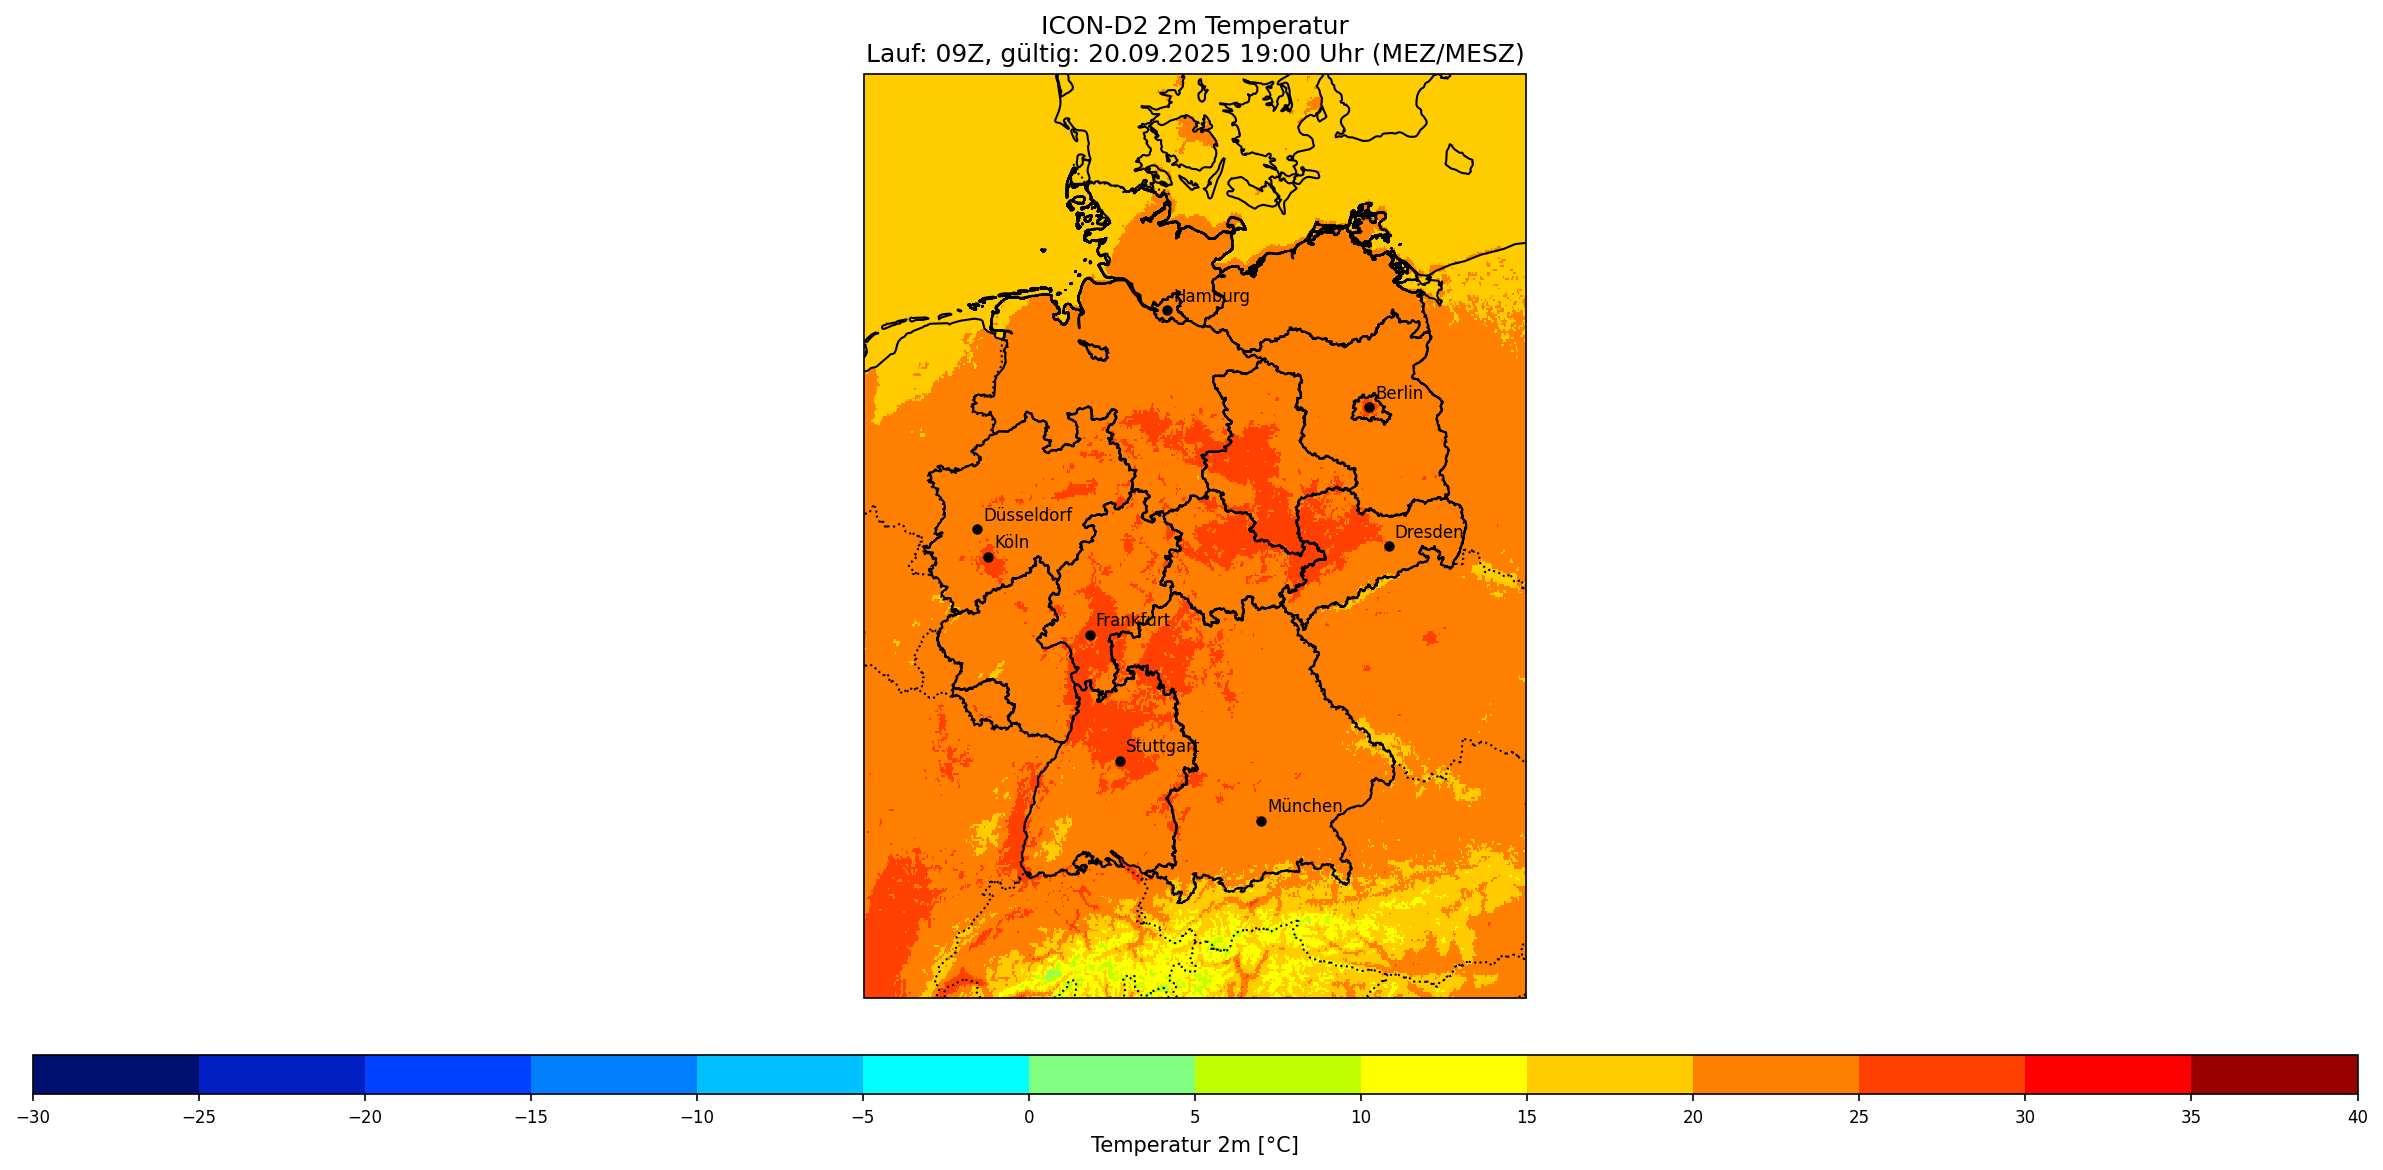 ICON-D2 2m Temperatur
Lauf: 09Z, gültig: 20.09.2025 19:00 Uhr (MEZ/MESZ)
Hamburg
Berlin
Düsseldorf
Dresden
Köln
Frankfurt
Stuttgart
München
−30 −25 −20 −15 −10 −5 0 5 10 15 20 25 30 35 40
Temperatur 2m [°C]